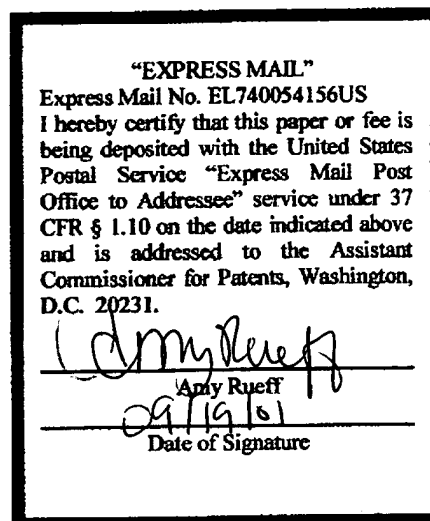 “EXPRESS MAIL”
Express Mail No. EL740054156US
I hereby certify that this paper or fee is
being deposited with the United States
Postal Service “Express Mail Post
Office to Addressee” service under 37
CFR § 1.10 on the date indicated above
and is addressed to the Assistant
Commissioner for Patents, Washington,
D.C. 20231.
Amy Rueff
Amy Rueff
09/19/01
Date of Signature